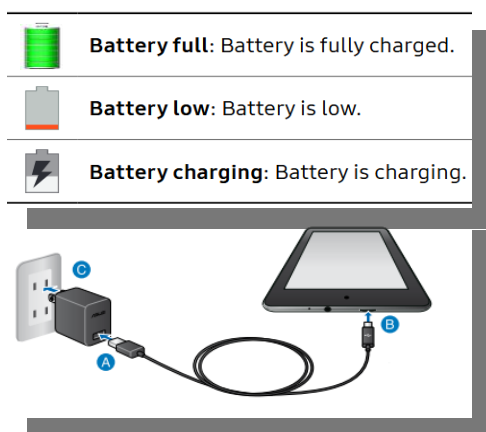 Battery full: Battery is fully charged.
Battery low: Battery is low.
Battery charging: Battery is charging.
C
B
A